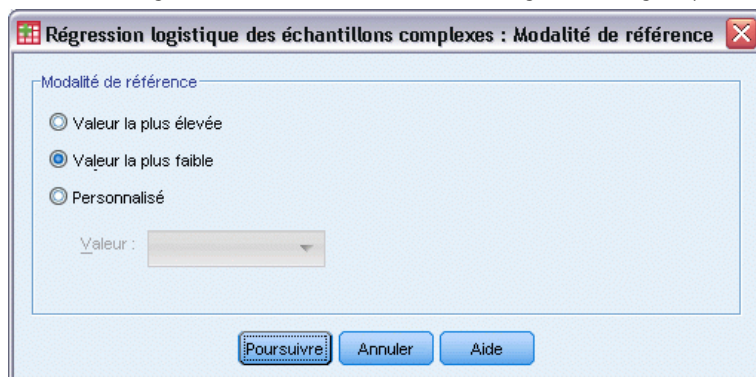 Régression logistique des échantillons complexes : Modalité de référence
Modalité de référence
Valeur la plus élevée
Valeur la plus faible
Personnalisé
Valeur :
Poursuivre Annuler Aide